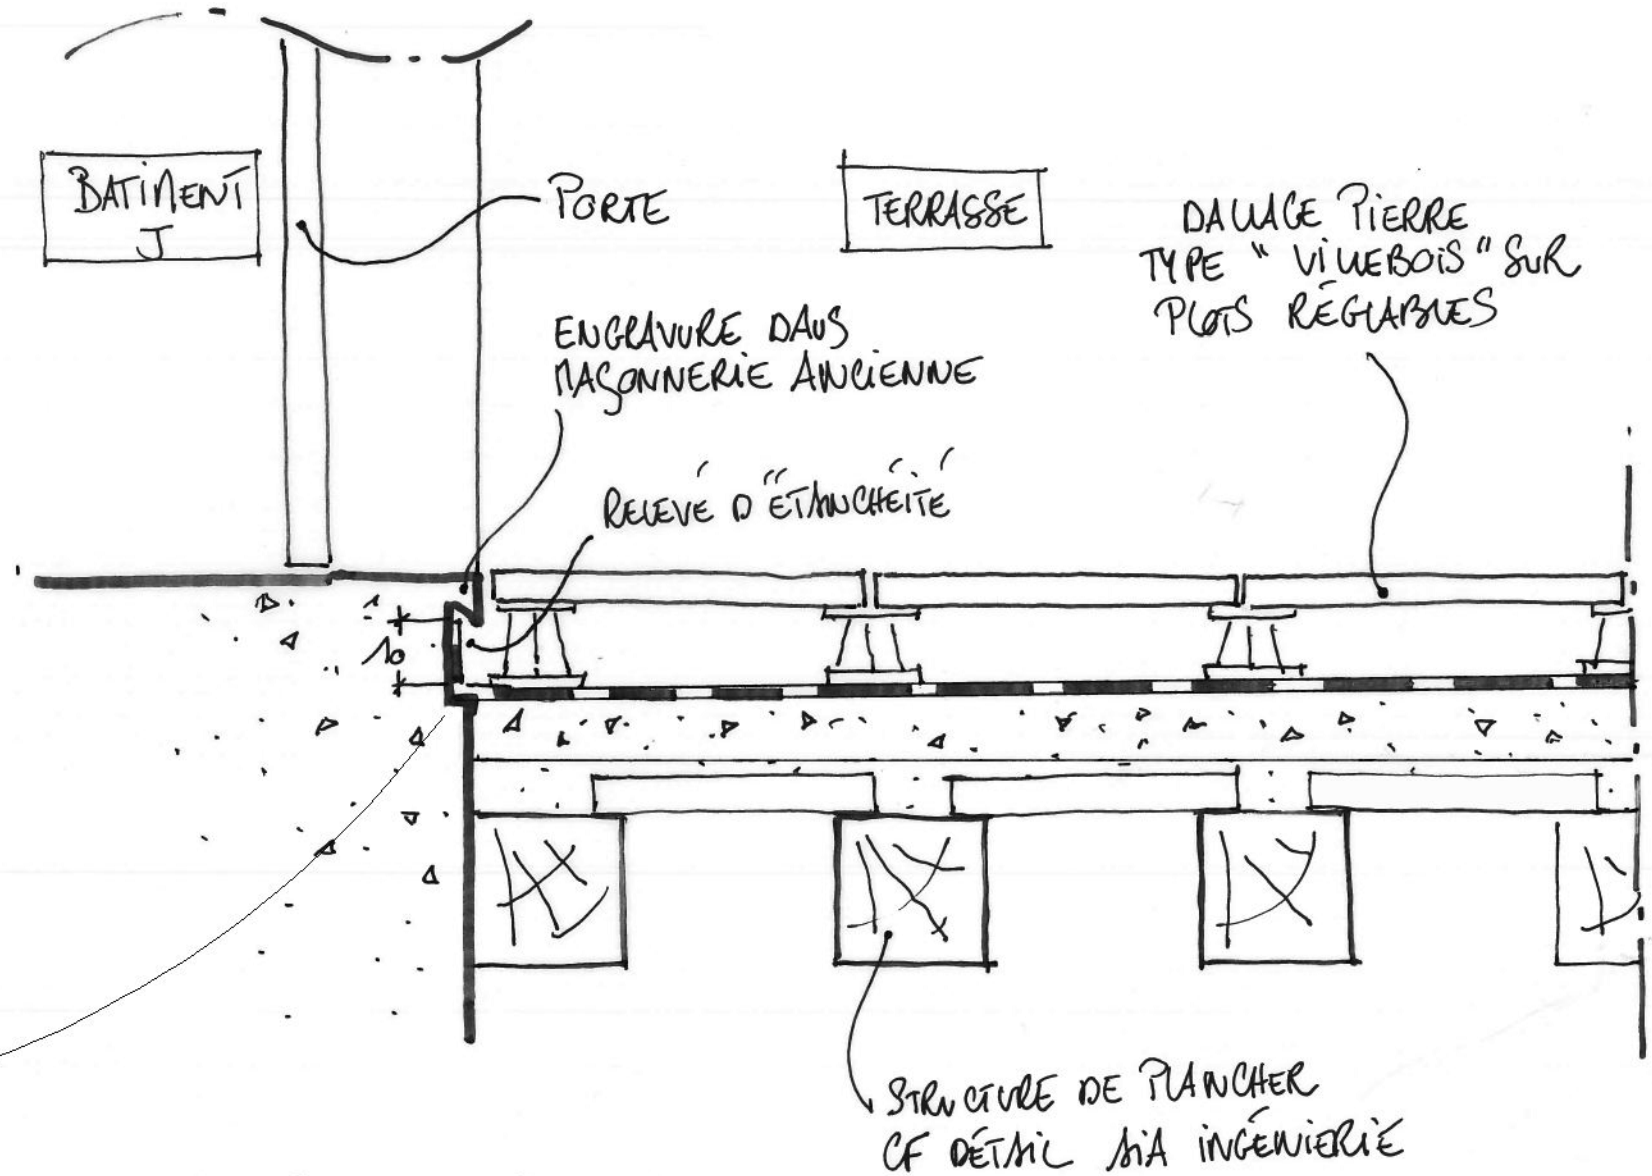 BATIMENT
J
PORTE
TERRASSE
DALLAGE PIERRE
TYPE " VILLEBOIS " SUR
PLOTS RÉGLABLES
ENGRAVURE DANS
MAÇONNERIE ANCIENNE
RELEVÉ D'ÉTANCHÉITÉ
10
STRUCTURE DE PLANCHER
CF DÉTAIL AIA INGÉNIERIE